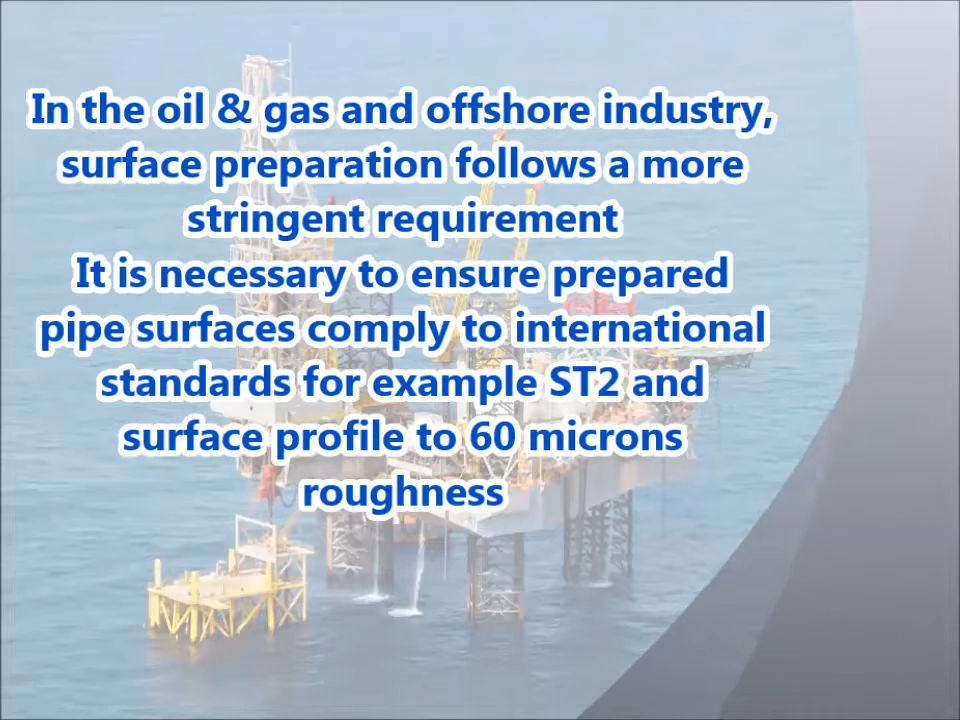 In the oil & gas and offshore industry,
surface preparation follows a more
stringent requirement
It is necessary to ensure prepared
pipe surfaces comply to international
standards for example ST2 and
surface profile to 60 microns
roughness